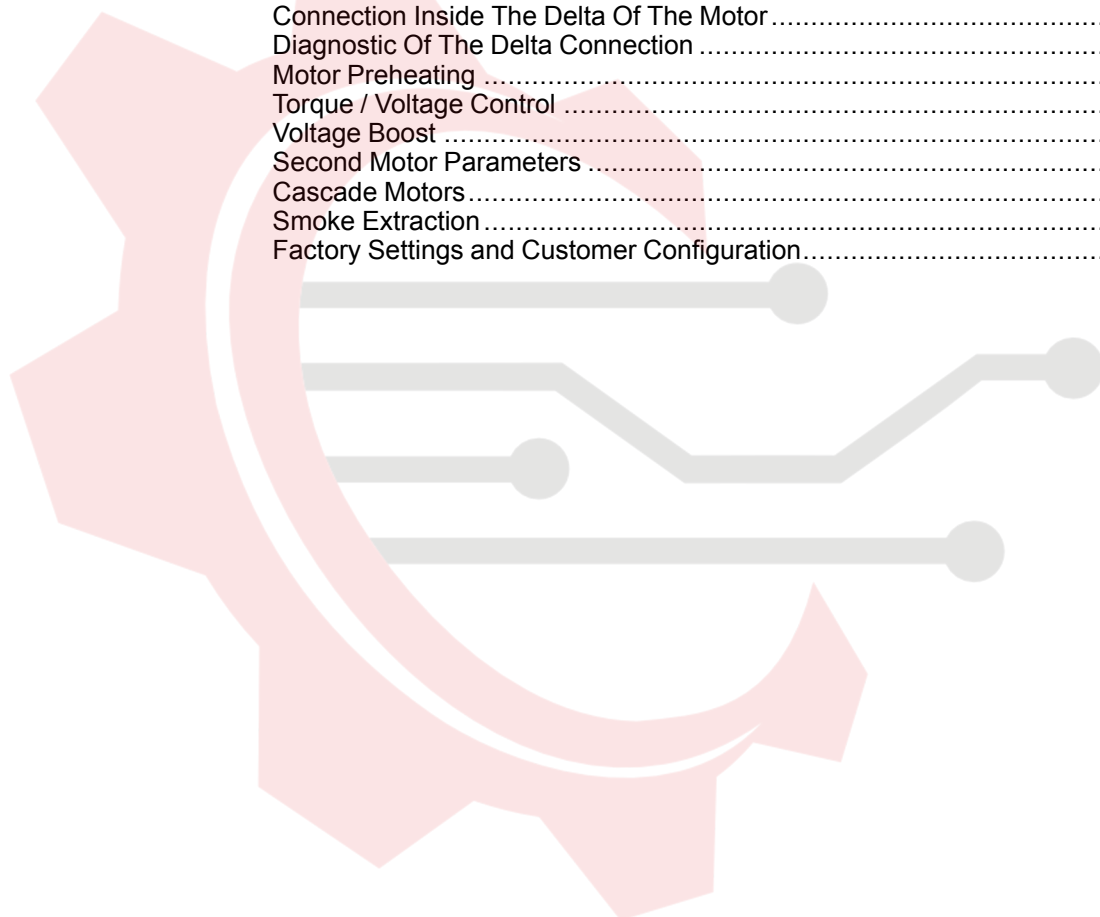 Connection Inside The Delta Of The Motor................................................
Diagnostic Of The Delta Connection ..........................................................
Motor Preheating ........................................................................................
Torque / Voltage Control .............................................................................
Voltage Boost ..............................................................................................
Second Motor Parameters ..........................................................................
Cascade Motors...........................................................................................
Smoke Extraction.........................................................................................
Factory Settings and Customer Configuration...........................................